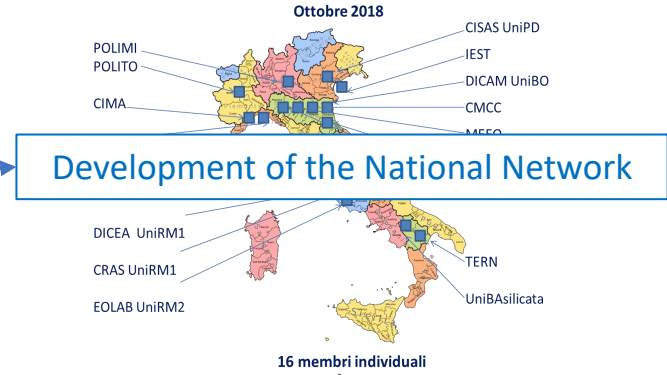 Ottobre 2018
CISAS UniPD
POLIMI
IEST
POLITO
DICAM UniBO
CIMA
CMCC
MEEO
Development of the National Network
DICEA UniRM1
CRAS UniRM1
TERN
EOLAB UniRM2
UniBAsilicata
16 membri individuali